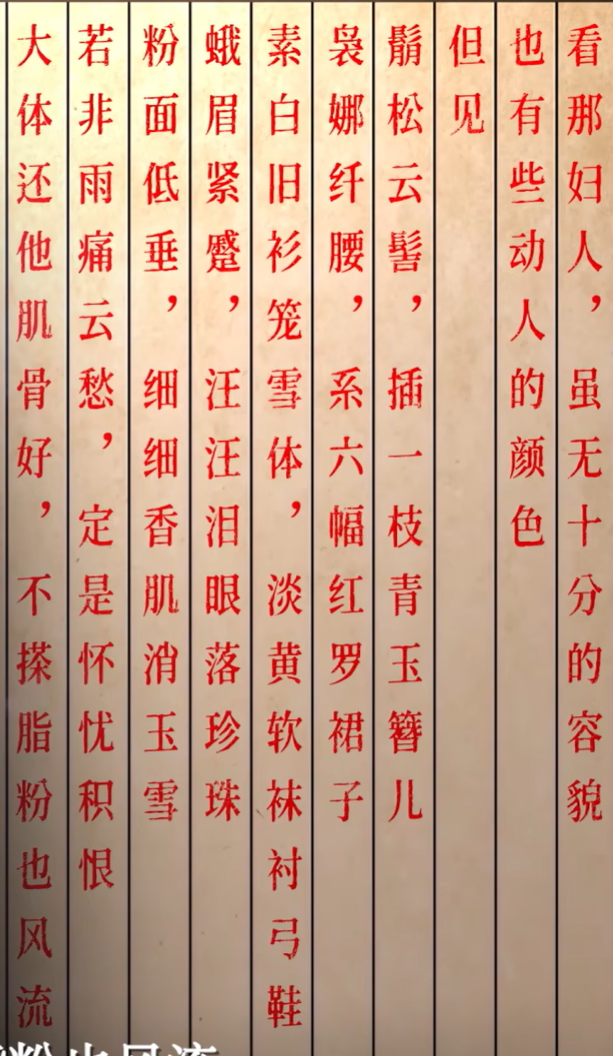 看那妇人，虽无十分的容貌
也有些动人的颜色
但见
鬅松云髻，插一枝青玉簪儿
袅娜纤腰，系六幅红罗裙子
素白旧衫笼雪体，淡黄软袜衬弓鞋
蛾眉紧蹙，汪汪泪眼落珍珠
粉面低垂，细细香肌消玉雪
若非雨痛云愁，定是怀忧积恨
大体还他肌骨好，不搽脂粉也风流
粉也风流